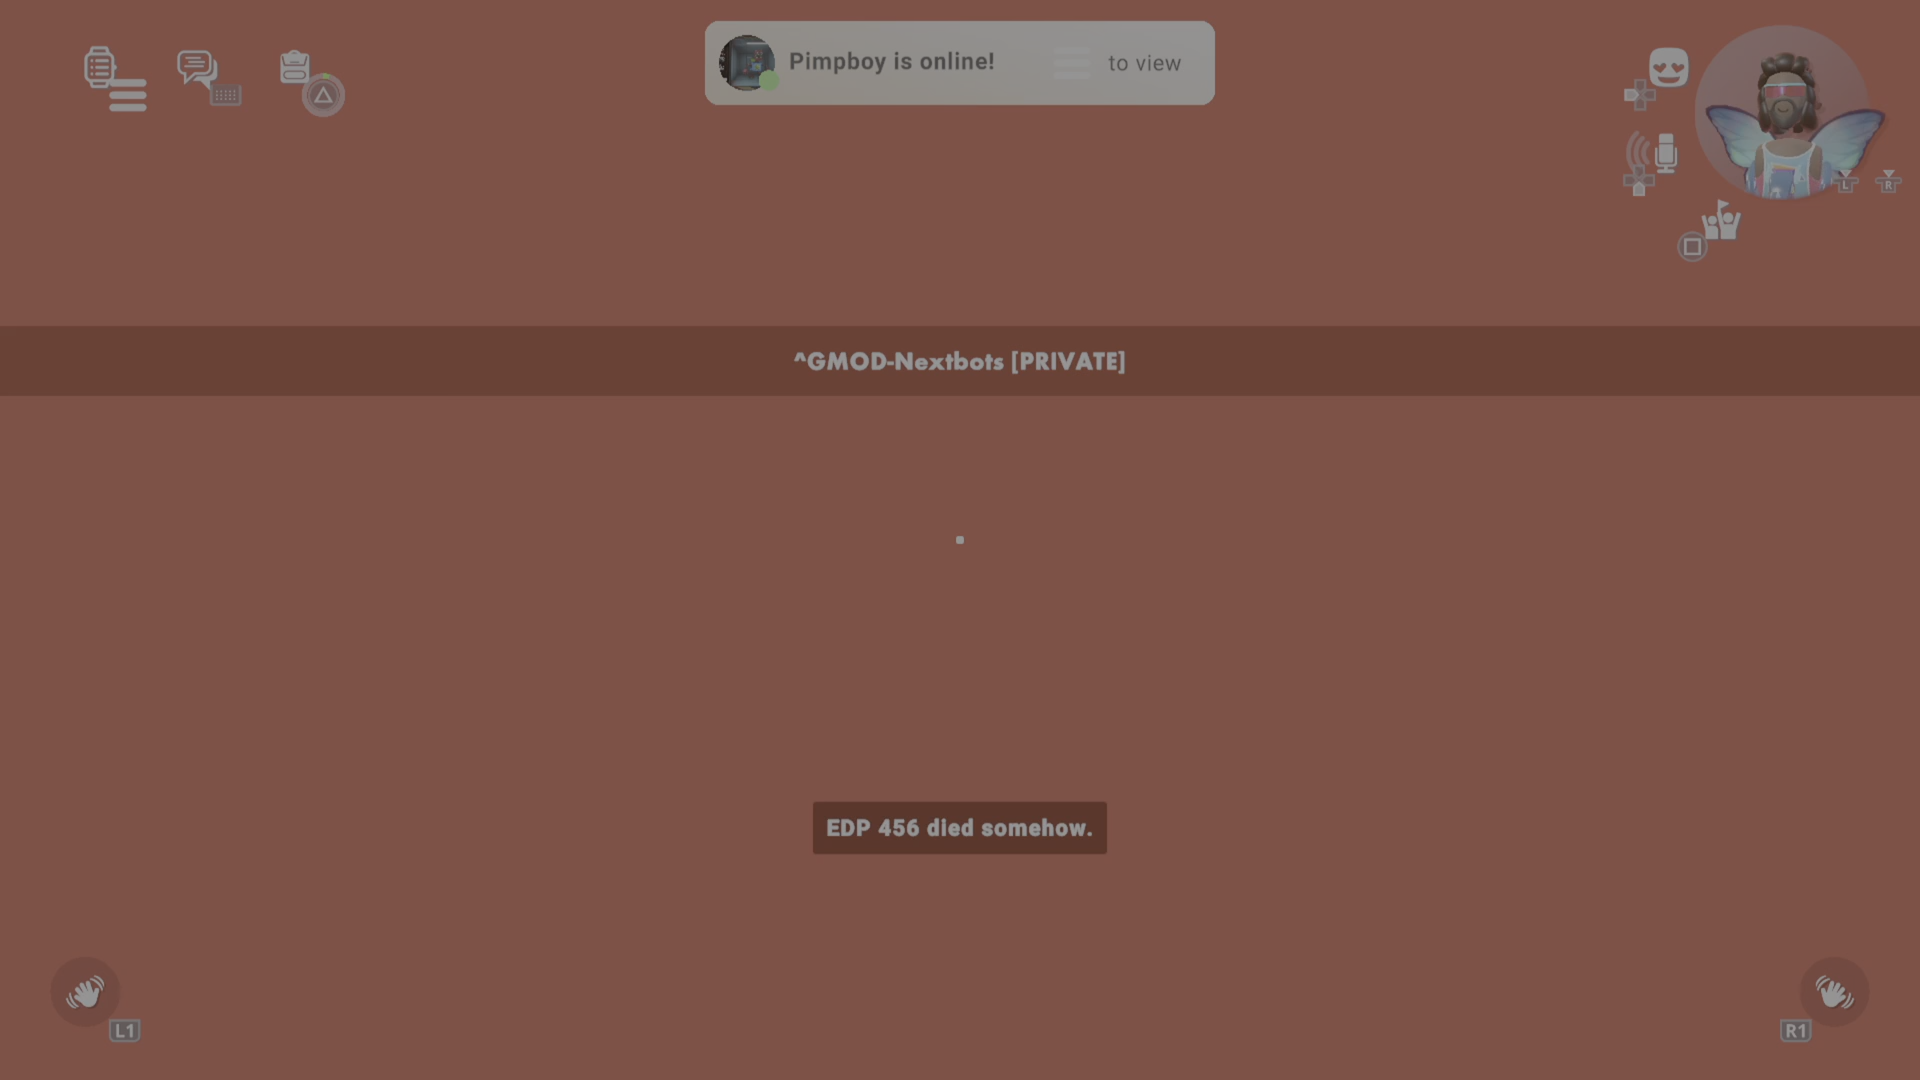 Pimpboy is online! to view
L R
^GMOD-Nextbots [PRIVATE]
EDP 456 died somehow.
L1
R1